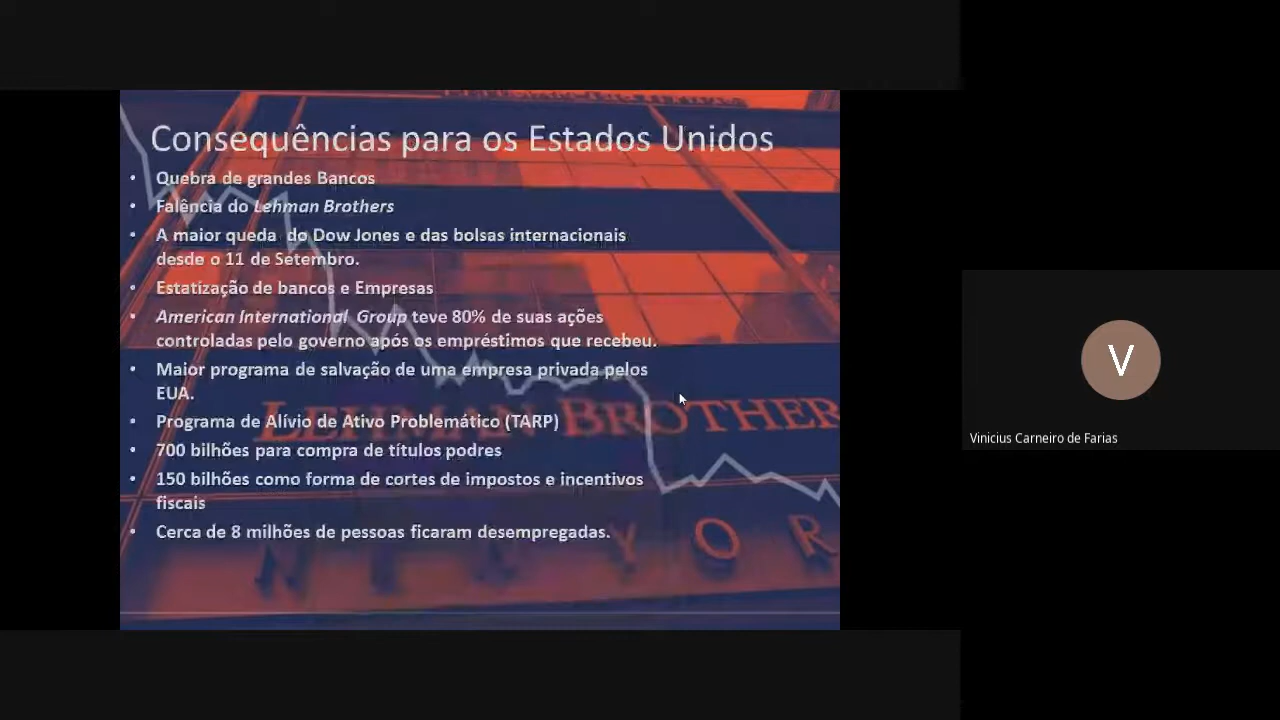 Consequências para os Estados Unidos
• Quebra de grandes Bancos
• Falência do Lehman Brothers
• A maior queda do Dow Jones e das bolsas internacionais
desde o 11 de Setembro.
• Estatização de bancos e Empresas
• American International Group teve 80% de suas ações
controladas pelo governo após os empréstimos que recebeu.
• Maior programa de salvação de uma empresa privada pelos
EUA.
• Programa de Alívio de Ativo Problemático (TARP)
• 700 bilhões para compra de títulos podres
• 150 bilhões como forma de cortes de impostos e incentivos
fiscais
• Cerca de 8 milhões de pessoas ficaram desempregadas.
LEHMAN BROTHER
YOR
V
Vinicius Carneiro de Farias